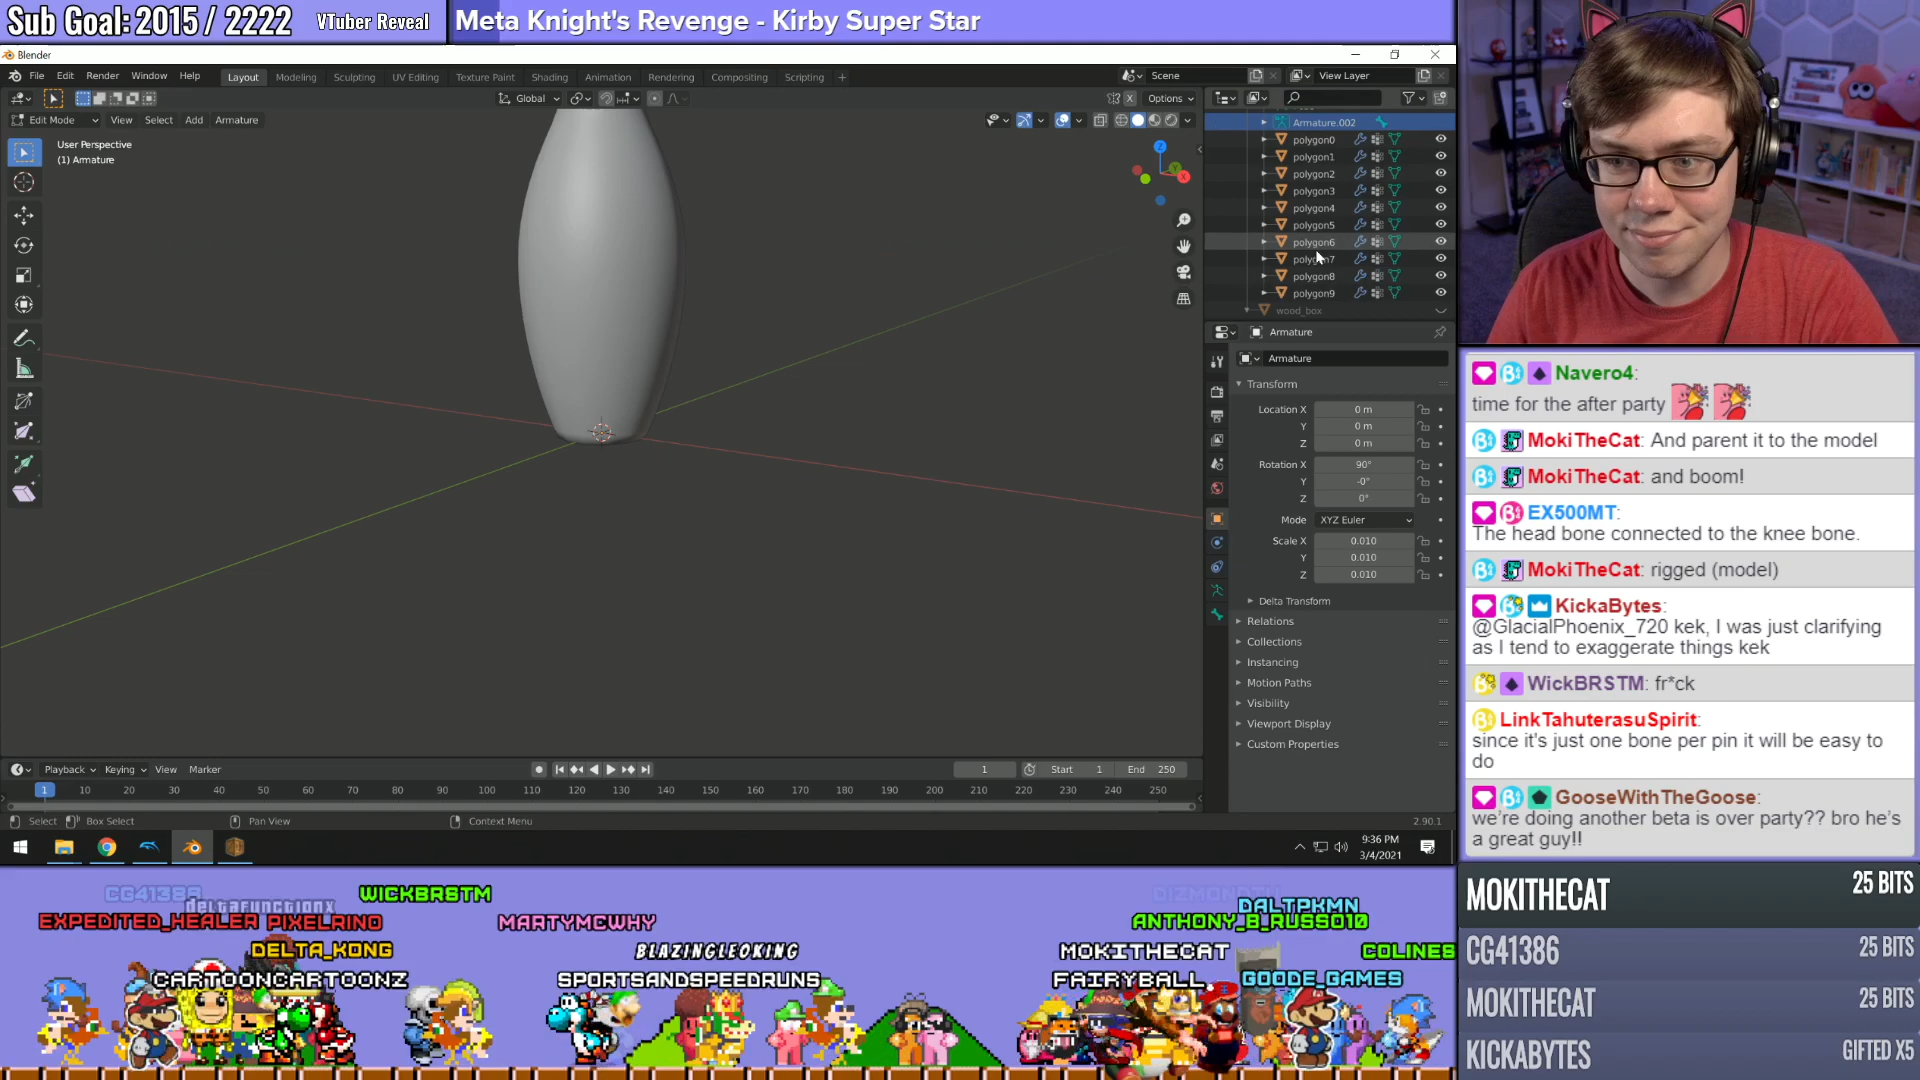 Sub Goal: 2015 / 2222 VTuber Reveal Meta Knight's Revenge - Kirby Super Star
Blender
File Edit Render Window Help Layout Modeling Sculpting UV Editing Texture Paint Shading Animation Rendering Compositing Scripting + Scene View Layer
Global Options
Edit Mode View Select Add Armature
User Perspective
(1) Armature
Z
Y
X
Armature.002
polygon0
polygon1
polygon2
polygon3
polygon4
polygon5
polygon6
polygon7
polygon8
polygon9
wood_box
Armature
Armature
Transform
Location X 0 m
Y 0 m
Z 0 m
Rotation X 90°
Y -0°
Z 0°
Mode XYZ Euler
Scale X 0.010
Y 0.010
Z 0.010
Delta Transform
Relations
Collections
Instancing
Motion Paths
Visibility
Viewport Display
Custom Properties
Playback Keying View Marker 1 Start 1 End 250
1 10 20 30 40 50 60 70 80 90 100 110 120 130 140 150 160 170 180 190 200 210 220 230 240 250
Select Box Select Pan View Context Menu 2.90.1
9:36 PM
3/4/2021
Navero4:
time for the after party
MokiTheCat: And parent it to the model
MokiTheCat: and boom!
EX500MT:
The head bone connected to the knee bone.
MokiTheCat: rigged (model)
KickaBytes:
@GlacialPhoenix_720 kek, I was just clarifying
as I tend to exaggerate things kek
WickBRSTM: fr*ck
LinkTahuterasuSpirit:
since it's just one bone per pin it will be easy to
do
GooseWithTheGoose:
we're doing another beta is over party?? bro he's
a great guy!!
MOKITHECAT 25 BITS
CG41386 25 BITS
MOKITHECAT 25 BITS
KICKABYTES GIFTED X5
CG41386
deltafunctionx
WICKBRSTM
EXPEDITED_HEALER
PIXELRINO
MARTYMCWHY
DALTPKMN
ANTHONY_B_RUSSO10
DELTA_KONG
BLAZINGLEOKING
MOKITHECAT
COLINES
CARTOONCARTOONZ
SPORTSANDSPEEDRUNS
FAIRYBALL
GOODE_GAMES